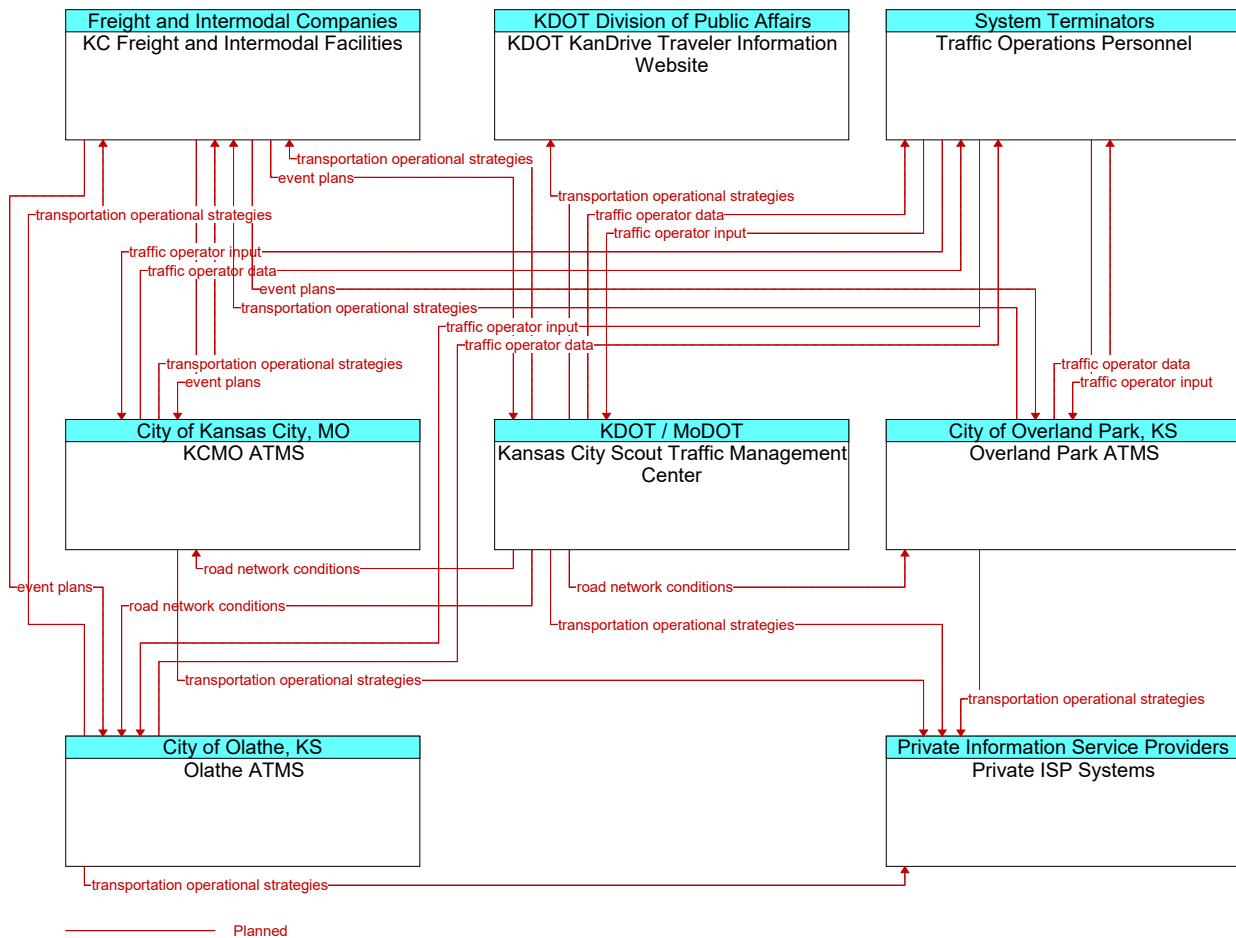 Freight and Intermodal Companies
KC Freight and Intermodal Facilities
KDOT Division of Public Affairs
KDOT KanDrive Traveler Information
Website
System Terminators
Traffic Operations Personnel
transportation operational strategies
event plans
transportation operational strategies
transportation operational strategies
traffic operator data
traffic operator input
traffic operator input
traffic operator data
event plans
transportation operational strategies
traffic operator input
traffic operator data
transportation operational strategies
event plans
traffic operator data
traffic operator input
City of Kansas City, MO
KCMO ATMS
KDOT / MoDOT
Kansas City Scout Traffic Management
Center
City of Overland Park, KS
Overland Park ATMS
road network conditions
event plans
road network conditions
road network conditions
transportation operational strategies
transportation operational strategies
transportation operational strategies
City of Olathe, KS
Olathe ATMS
Private Information Service Providers
Private ISP Systems
transportation operational strategies
Planned